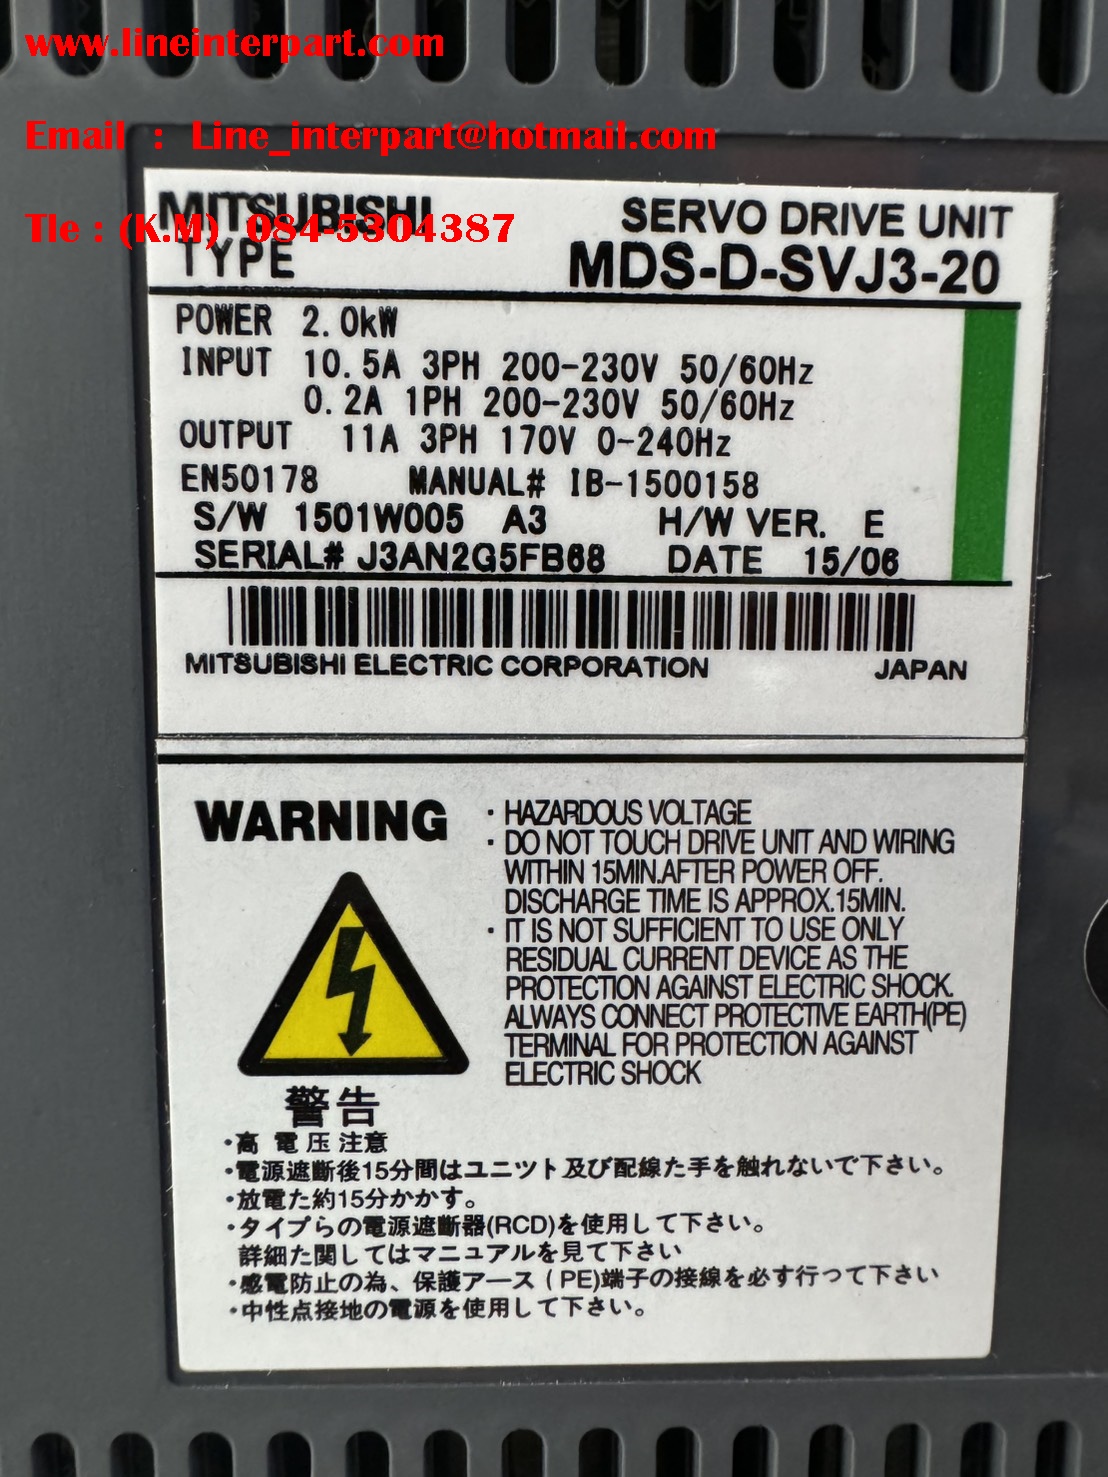 www.lineinterpart.com
Email : Line_interpart@hotmail.com
MITSUBISHI SERVO DRIVE UNIT
Tle : (K.M) 084-5304387
TYPE MDS-D-SVJ3-20
POWER 2.0kW
INPUT 10.5A 3PH 200-230V 50/60Hz
0.2A 1PH 200-230V 50/60Hz
OUTPUT 11A 3PH 170V 0-240Hz
EN50178 MANUAL# IB-1500158
S/W 1501W005 A3 H/W VER. E
SERIAL# J3AN2G5FB68 DATE 15/06
MITSUBISHI ELECTRIC CORPORATION JAPAN
WARNING
・HAZARDOUS VOLTAGE
・DO NOT TOUCH DRIVE UNIT AND WIRING
WITHIN 15MIN.AFTER POWER OFF.
DISCHARGE TIME IS APPROX.15MIN.
・IT IS NOT SUFFICIENT TO USE ONLY
RESIDUAL CURRENT DEVICE AS THE
PROTECTION AGAINST ELECTRIC SHOCK.
ALWAYS CONNECT PROTECTIVE EARTH(PE)
TERMINAL FOR PROTECTION AGAINST
ELECTRIC SHOCK
警告
・高電圧注意
・電源遮断後15分間はユニット及び配線た手を触れないで下さい。
・放電た約15分かかす。
・タイプらの電源遮断器(RCD)を使用して下さい。
詳細た関してはマニュアルを見て下さい
・感電防止の為、保護アース(PE)端子の接線を必す行って下さい
・中性点接地の電源を使用して下さい。